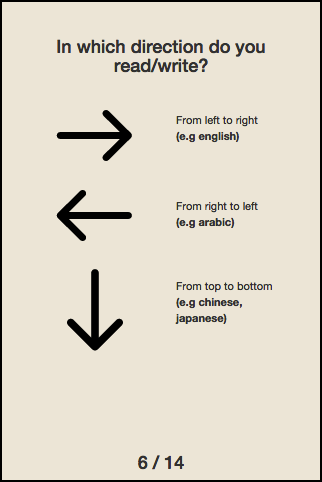 In which direction do you
read/write?
From left to right
(e.g english)
From right to left
(e.g arabic)
From top to bottom
(e.g chinese,
japanese)
6 / 14